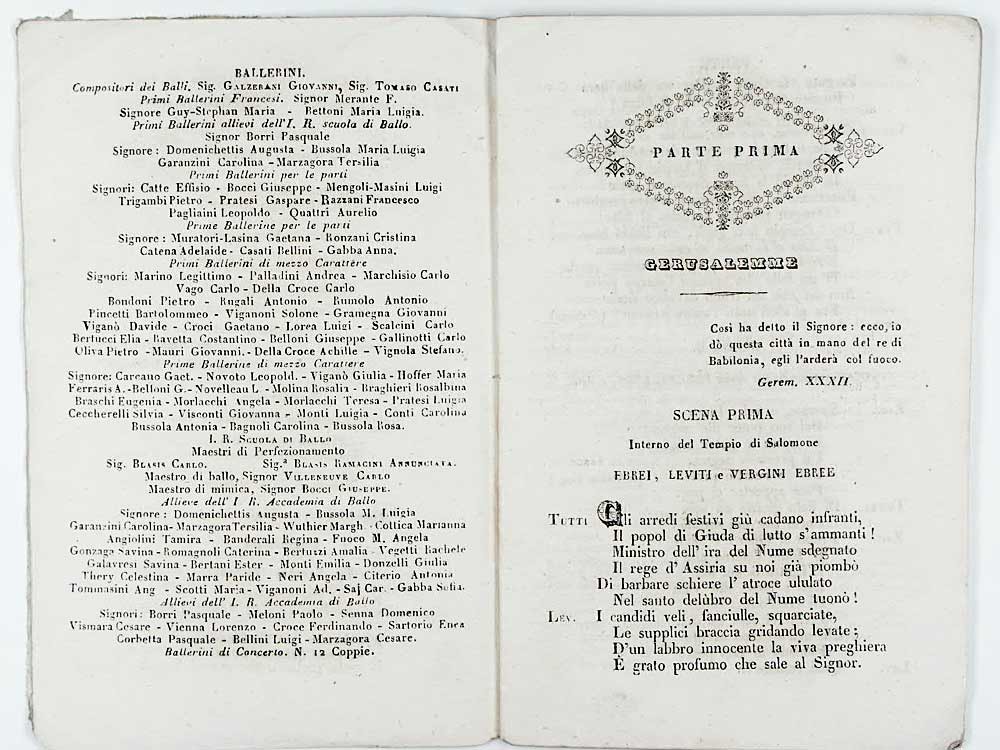 BALLERINI.
Compositori dei Balli. Sig. GALZERANI GIOVANNI, Sig. TOMASO CASATI
Primi Ballerini Francesi. Signor Merante F.
Signore Guy-Stephan Maria - Bettoni Maria Luigia.
Primi Ballerini allievi dell'I. R. scuola di Ballo.
Signor Borri Pasquale
Signore : Domenichettis Augusta - Bussola Maria Luigia
Garanzini Carolina - Marzagora Tersilia
Primi Ballerini per le parti
Signori: Catte Effisio - Bocci Giuseppe - Mengoli-Masini Luigi
Trigambi Pietro - Pratesi Gaspare - Razzani Francesco
Pagliaini Leopoldo - Quattri Aurelio
Prime Ballerine per le parti
Signore : Muratori-Lasina Gaetana - Ronzani Cristina
Catena Adelaide - Casati Bellini - Gabba Anna.
Primi Ballerini di mezzo Carattere
Signori: Marino Legittimo - Palladini Andrea - Marchisio Carlo
Vago Carlo - Della Croce Carlo
Bondoni Pietro - Rugali Antonio - Rumolo Antonio
Pincetti Bartolommeo - Viganoni Solone - Gramegna Giovanni
Viganò Davide - Croci Gaetano - Lorea Luigi - Scalcini Carlo
Bertucci Elia - Ravetta Costantino - Belloni Giuseppe - Gallinotti Carlo
Oliva Pietro - Mauri Giovanni. - Della Croce Achille - Vignola Stefano.
Prime Ballerine di mezzo Carattere
Signore: Carcano Gaet. - Novoto Leopold. - Viganò Giulia - Hoffer Maria
Ferraris A. - Belloni G. - Novelleau L - Molina Rosalia - Braghieri Rosalbina
Braschi Eugenia - Morlacchi Angela - Morlacchi Teresa - Pratesi Luigia
Ceccherelli Silvia - Visconti Giovanna - Monti Luigia - Conti Carolina
Bussola Antonia - Bagnoli Carolina - Bussola Rosa.
I. R. SCUOLA DI BALLO
Maestri di Perfezionamento
Sig. BLASIS CARLO. Sig.ª BLASIS RAMACINI ANNUNCIATA.
Maestro di ballo, Signor VILLENEUVE CARLO
Maestro di mimica, Signor BOCCI GIUSEPPE.
Allieve dell' I R. Accademia di Ballo
Signore : Domenichettis Augusta - Bussola M. Luigia
Garanzini Carolina - Marzagora Tersilia - Wuthier Margh. - Cottica Marianna
Angiolini Tamira - Banderali Regina - Fuoco M. Angela
Gonzaga Savina - Romagnoli Caterina - Bertuzzi Amalia - Vegetti Rachele
Galavresi Savina - Bertani Ester - Monti Emilia - Donzelli Giulia
Thery Celestina - Marra Paride - Neri Angela - Citerio Antonia
Tommasini Ang - Scotti Maria - Viganoni Ad. - Saj Car. - Gabba Sofia.
Allievi dell' I. R. Accademia di Ballo
Signori: Borri Pasquale - Meloni Paolo - Senna Domenico
Vismara Cesare - Vienna Lorenzo - Croce Ferdinando - Sartorio Enea
Corbetta Pasquale - Bellini Luigi - Marzagora Cesare.
Ballerini di Concerto. N. 12 Coppie.
PARTE PRIMA
GERUSALEMME
Così ha detto il Signore : ecco, io
dò questa città in mano del re di
Babilonia, egli l'arderà col fuoco.
Gerem. XXXII.
SCENA PRIMA
Interno del Tempio di Salomone
EBREI, LEVITI e VERGINI EBREE
TUTTI Gli arredi festivi giù cadano infranti,
Il popol di Giuda di lutto s'ammanti !
Ministro dell' ira del Nume sdegnato
Il rege d' Assiria su noi già piombò
Di barbare schiere l' atroce ululato
Nel santo delùbro del Nume tuonò !
LEV. I candidi veli, fanciulle, squarciate,
Le supplici braccia gridando levate ;
D'un labbro innocente la viva preghiera
È grato profumo che sale al Signor.